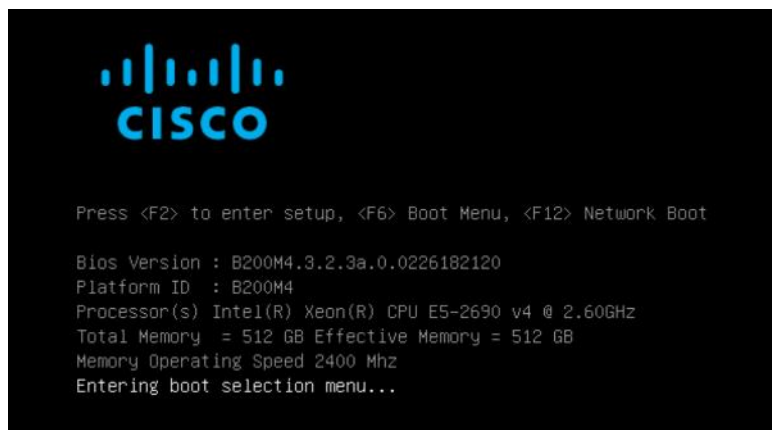 CISCO
Press <F2> to enter setup, <F6> Boot Menu, <F12> Network Boot
Bios Version : B200M4.3.2.3a.0.0226182120
Platform ID : B200M4
Processor(s) Intel(R) Xeon(R) CPU E5-2690 v4 @ 2.60GHz
Total Memory = 512 GB Effective Memory = 512 GB
Memory Operating Speed 2400 Mhz
Entering boot selection menu...